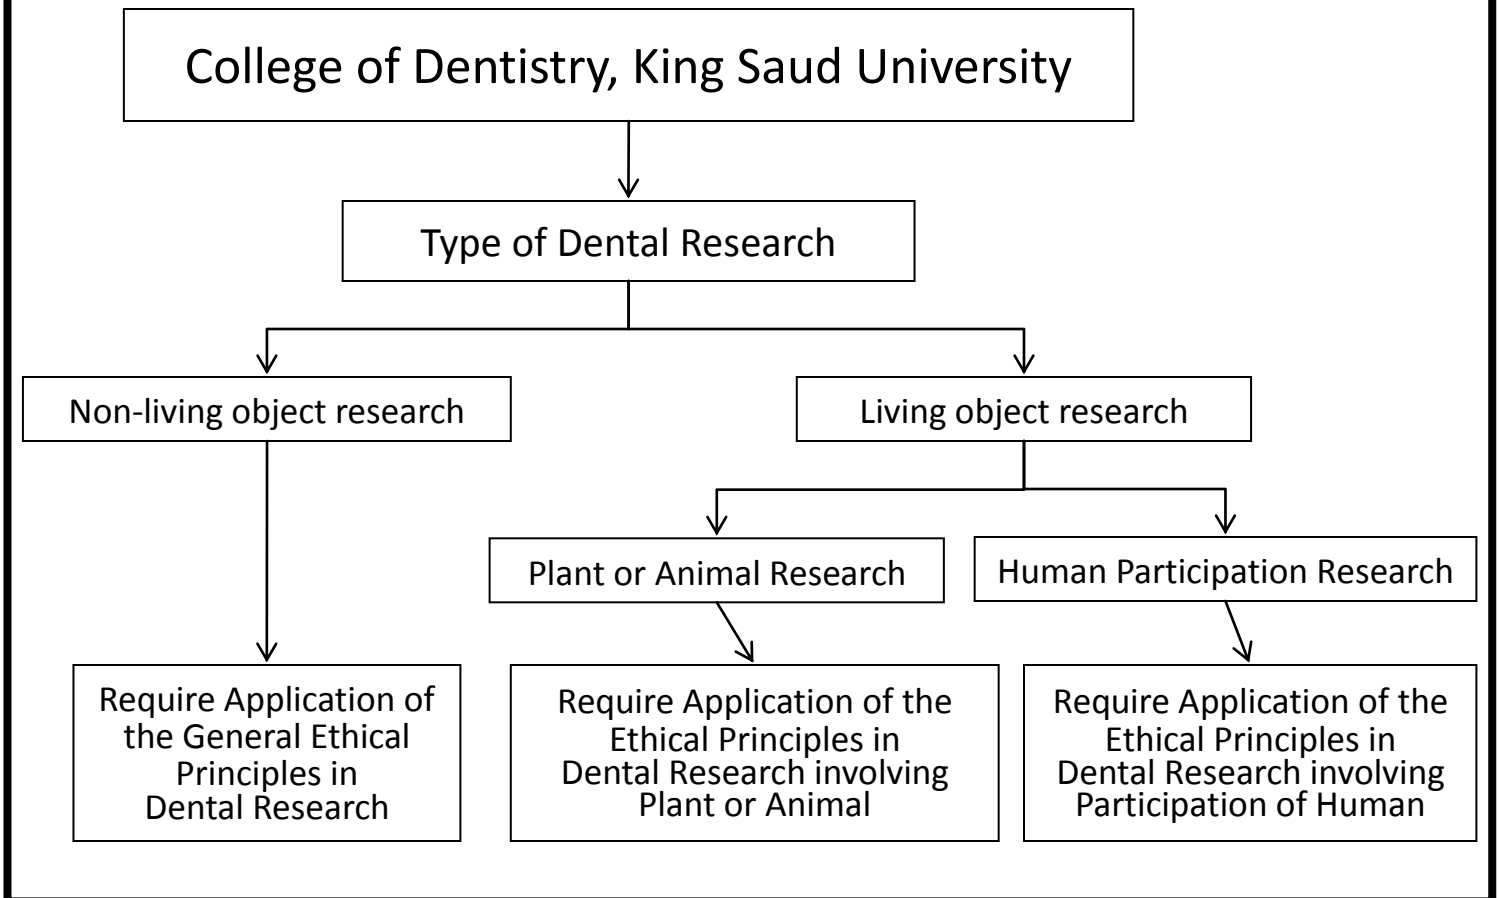 College of Dentistry, King Saud University
Type of Dental Research
Non-living object research
Living object research
Plant or Animal Research
Human Participation Research
Require Application of
the General Ethical
Principles in
Dental Research
Require Application of the
Ethical Principles in
Dental Research involving
Plant or Animal
Require Application of the
Ethical Principles in
Dental Research involving
Participation of Human